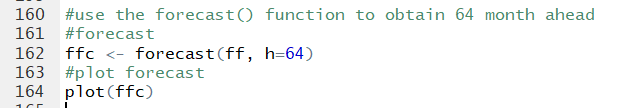 160 #use the forecast() function to obtain 64 month ahead
161 #forecast
162 ffc <- forecast(ff, h=64)
163 #plot forecast
164 plot(ffc)